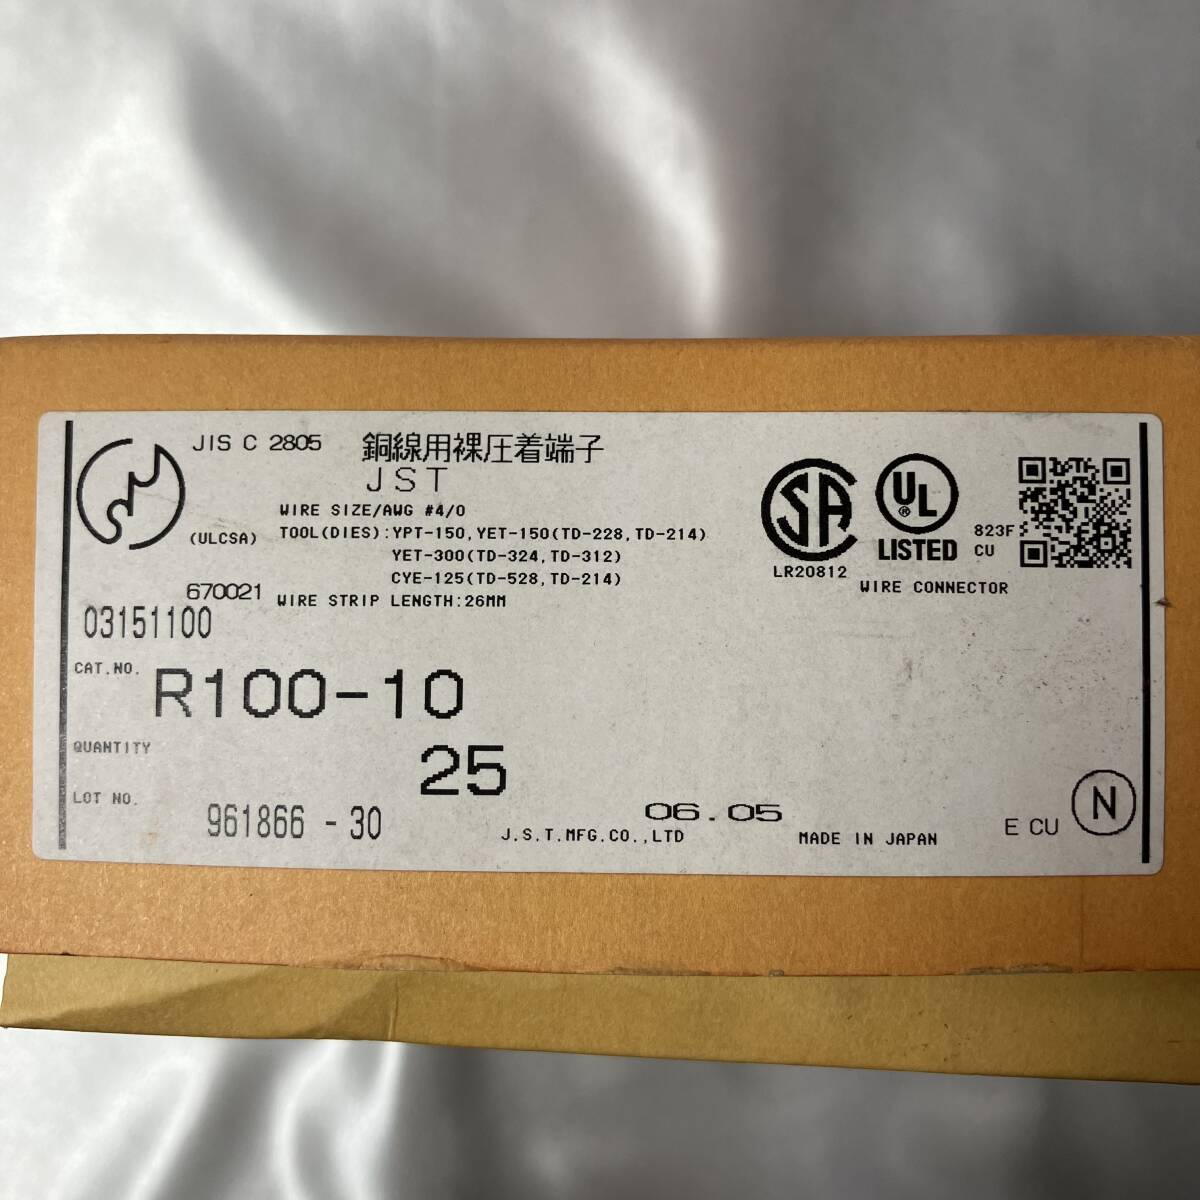 JIS C 2805 銅線用裸圧着端子
JST
WIRE SIZE/AWG #4/0
(ULCSA) TOOL(DIES):YPT-150,YET-150(TD-228,TD-214)
YET-300(TD-324,TD-312)
CYE-125(TD-528,TD-214)
670021 WIRE STRIP LENGTH:26MM
03151100
SA
LR20812
UL
®
LISTED
823F
CU
WIRE CONNECTOR
CAT.NO. R100-10
QUANTITY 25
LOT NO. 961866 - 30
06.05
J.S.T.MFG.CO.,LTD
MADE IN JAPAN
E CU
N